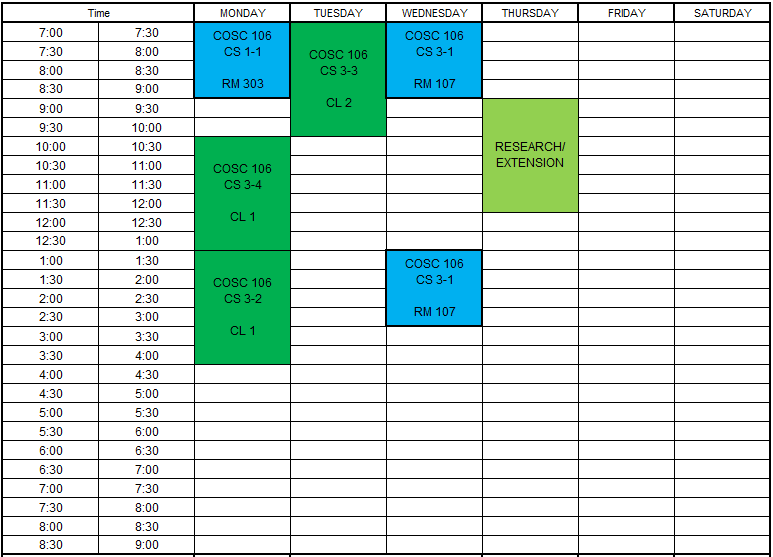 Time MONDAY TUESDAY WEDNESDAY THURSDAY FRIDAY SATURDAY
7:00 7:30
7:30 8:00
8:00 8:30
8:30 9:00
9:00 9:30
9:30 10:00
10:00 10:30
10:30 11:00
11:00 11:30
11:30 12:00
12:00 12:30
12:30 1:00
1:00 1:30
1:30 2:00
2:00 2:30
2:30 3:00
3:00 3:30
3:30 4:00
4:00 4:30
4:30 5:00
5:00 5:30
5:30 6:00
6:00 6:30
6:30 7:00
7:00 7:30
7:30 8:00
8:00 8:30
8:30 9:00
COSC 106
CS 1-1
RM 303
COSC 106
CS 3-4
CL 1
COSC 106
CS 3-2
CL 1
COSC 106
CS 3-3
CL 2
COSC 106
CS 3-1
RM 107
COSC 106
CS 3-1
RM 107
RESEARCH/
EXTENSION